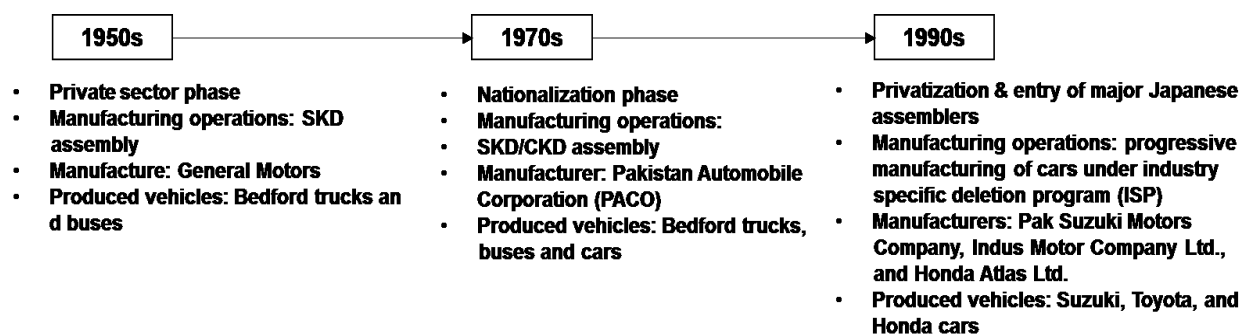 1950s
• Private sector phase
• Manufacturing operations: SKD
assembly
• Manufacture: General Motors
• Produced vehicles: Bedford trucks an
d buses
1970s
• Nationalization phase
• Manufacturing operations:
• SKD/CKD assembly
• Manufacturer: Pakistan Automobile
Corporation (PACO)
• Produced vehicles: Bedford trucks,
buses and cars
1990s
• Privatization & entry of major Japanese
assemblers
• Manufacturing operations: progressive
manufacturing of cars under industry
specific deletion program (ISP)
• Manufacturers: Pak Suzuki Motors
Company, Indus Motor Company Ltd.,
and Honda Atlas Ltd.
• Produced vehicles: Suzuki, Toyota, and
Honda cars